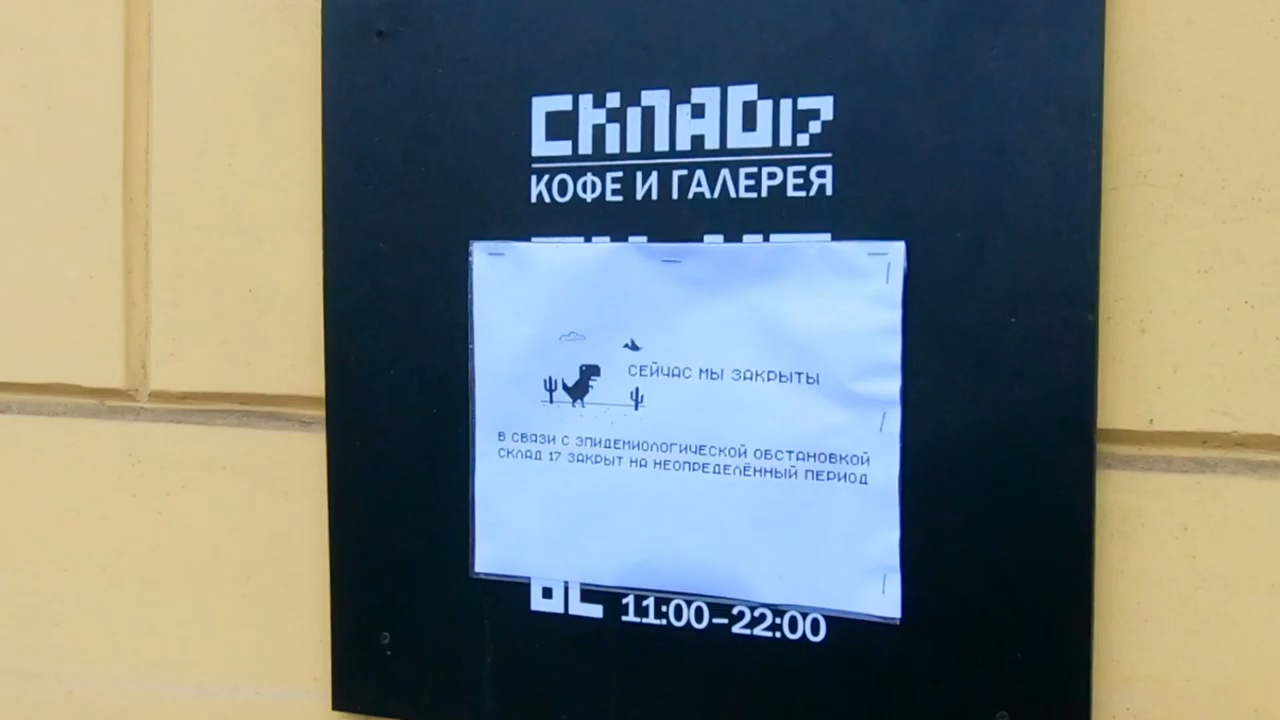 СКЛАД17
КОФЕ И ГАЛЕРЕЯ
СЕЙЧАС МЫ ЗАКРЫТЫ
В СВЯЗИ С ЭПИДЕМИОЛОГИЧЕСКОЙ ОБСТАНОВКОЙ
СКЛАД 17 ЗАКРЫТ НА НЕОПРЕДЕЛЁННЫЙ ПЕРИОД
ВС 11:00–22:00